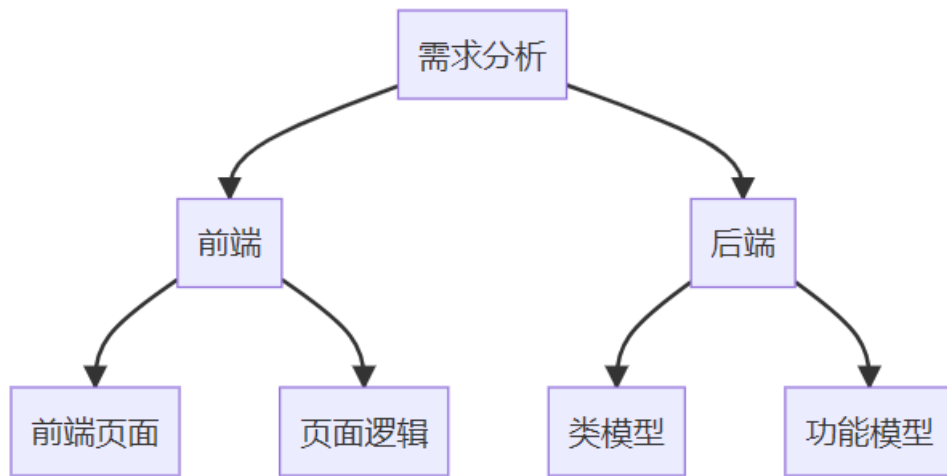 需求分析
前端
后端
前端页面
页面逻辑
类模型
功能模型